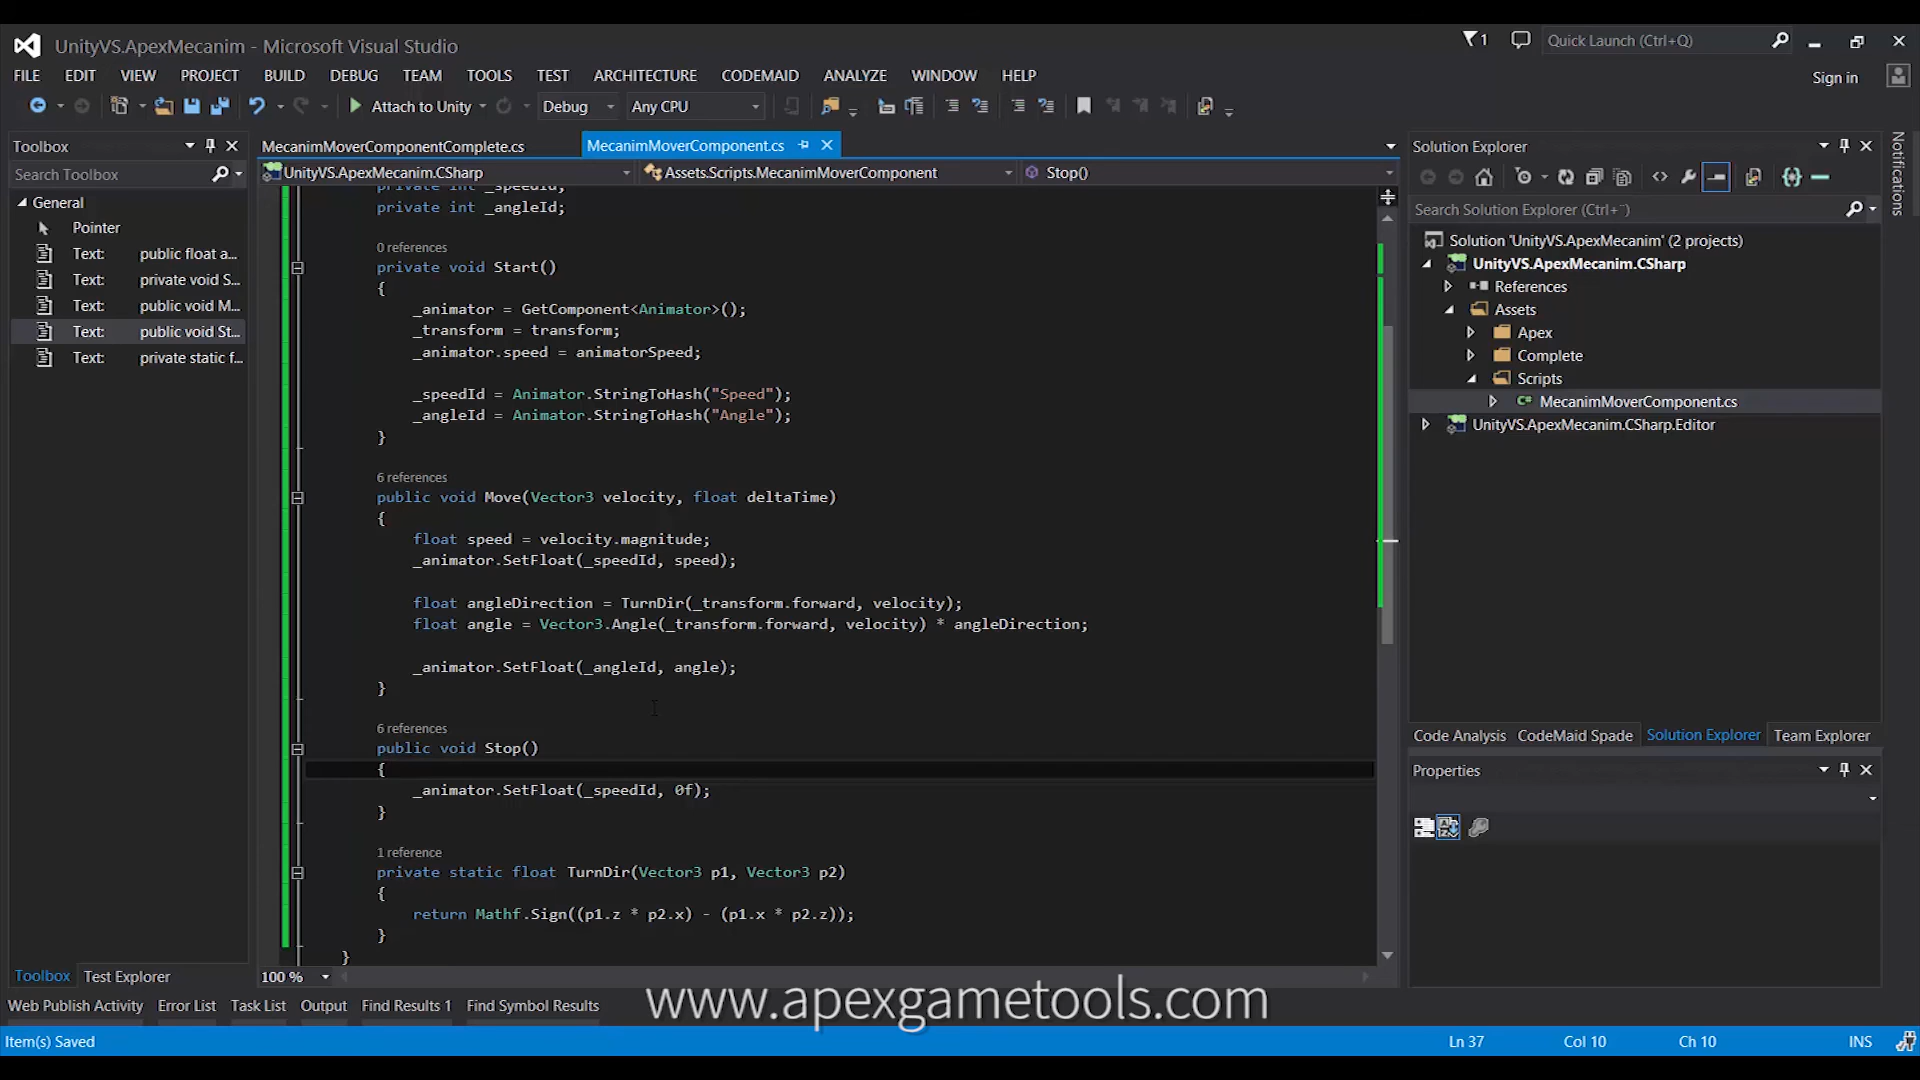 UnityVS.ApexMecanim - Microsoft Visual Studio
1
Quick Launch (Ctrl+Q)
FILE EDIT VIEW PROJECT BUILD DEBUG TEAM TOOLS TEST ARCHITECTURE CODEMAID ANALYZE WINDOW HELP
Sign in
Attach to Unity
Debug
Any CPU
Toolbox
Search Toolbox
General
Pointer
Text: public float a...
Text: private void S...
Text: public void M...
Text: public void St...
Text: private static f...
Toolbox Test Explorer
MecanimMoverComponentComplete.cs
MecanimMoverComponent.cs
UnityVS.ApexMecanim.CSharp
Assets.Scripts.MecanimMoverComponent
Stop()
private int _speedId;
private int _angleId;
0 references
private void Start()
{
_animator = GetComponent<Animator>();
_transform = transform;
_animator.speed = animatorSpeed;
_speedId = Animator.StringToHash("Speed");
_angleId = Animator.StringToHash("Angle");
}
6 references
public void Move(Vector3 velocity, float deltaTime)
{
float speed = velocity.magnitude;
_animator.SetFloat(_speedId, speed);
float angleDirection = TurnDir(_transform.forward, velocity);
float angle = Vector3.Angle(_transform.forward, velocity) * angleDirection;
_animator.SetFloat(_angleId, angle);
}
6 references
public void Stop()
{
_animator.SetFloat(_speedId, 0f);
}
1 reference
private static float TurnDir(Vector3 p1, Vector3 p2)
{
return Mathf.Sign((p1.z * p2.x) - (p1.x * p2.z));
}
}
100 %
Solution Explorer
Search Solution Explorer (Ctrl+¨)
Solution 'UnityVS.ApexMecanim' (2 projects)
UnityVS.ApexMecanim.CSharp
References
Assets
Apex
Complete
Scripts
MecanimMoverComponent.cs
UnityVS.ApexMecanim.CSharp.Editor
Code Analysis CodeMaid Spade Solution Explorer Team Explorer
Properties
Notifications
Web Publish Activity Error List Task List Output Find Results 1 Find Symbol Results
www.apexgametools.com
Item(s) Saved
Ln 37 Col 10 Ch 10 INS